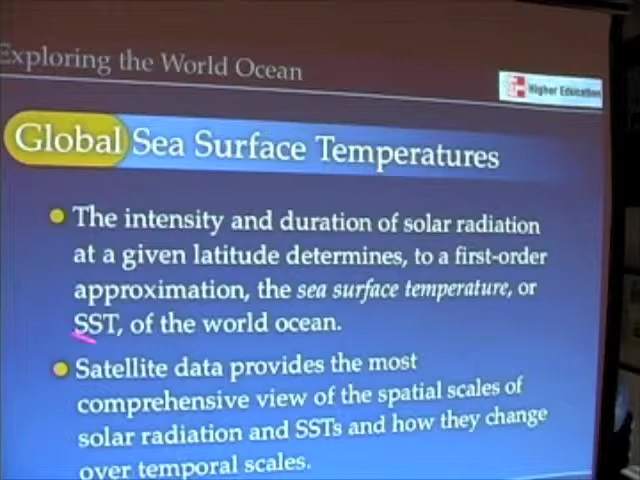 Exploring the World Ocean
Higher Education
Global Sea Surface Temperatures
The intensity and duration of solar radiation
at a given latitude determines, to a first-order
approximation, the sea surface temperature, or
SST, of the world ocean.
Satellite data provides the most
comprehensive view of the spatial scales of
solar radiation and SSTs and how they change
over temporal scales.